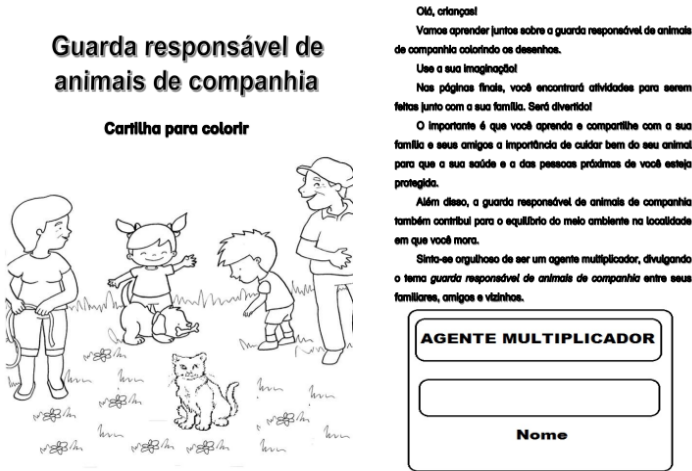 Guarda responsável de
animais de companhia
Cartilha para colorir
Olá, crianças!
Vamos aprender juntos sobre a guarda responsável de animais
de companhia colorindo os desenhos.
Use a sua imaginação!
Nas páginas finais, você encontrará atividades para serem
feitas junto com a sua família. Será divertido!
O importante é que você aprenda e compartilhe com a sua
família e seus amigos a importância de cuidar bem do seu animal
para que a sua saúde e a das pessoas próximas de você esteja
protegida.
Além disso, a guarda responsável de animais de companhia
também contribui para o equilíbrio do meio ambiente na localidade
em que você mora.
Sinta-se orgulhoso de ser um agente multiplicador, divulgando
o tema guarda responsável de animais de companhia entre seus
familiares, amigos e vizinhos.
AGENTE MULTIPLICADOR
Nome